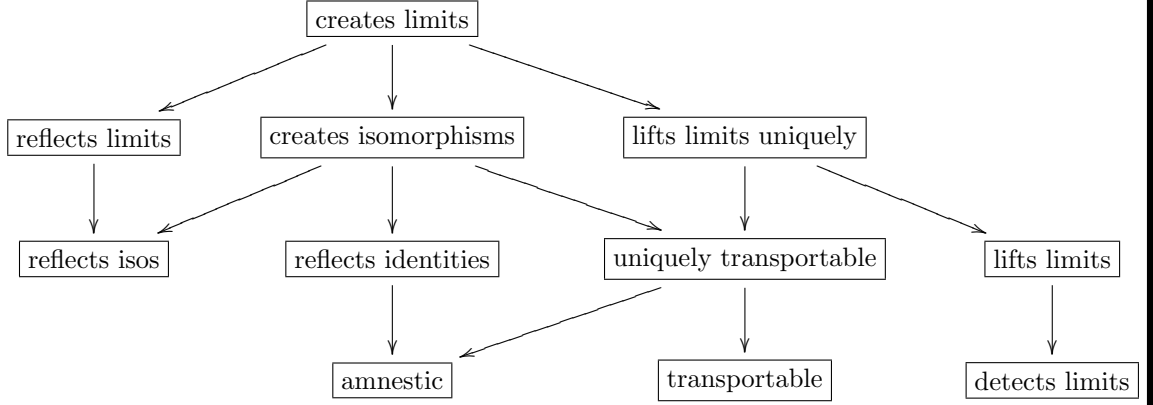 creates limits
reflects limits
creates isomorphisms
lifts limits uniquely
reflects isos
reflects identities
uniquely transportable
lifts limits
amnestic
transportable
detects limits